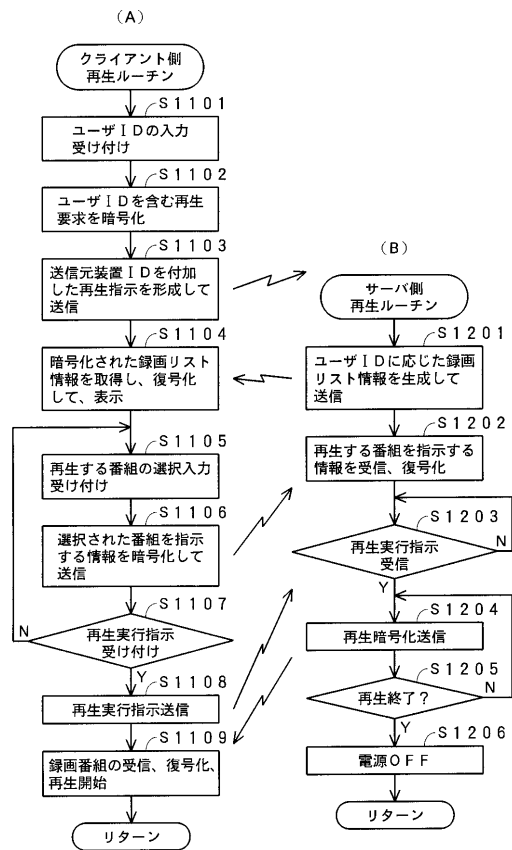 (A)
クライアント側
再生ルーチン
S1101
ユーザIDの入力
受け付け
S1102
ユーザIDを含む再生
要求を暗号化
S1103
送信元装置IDを付加
した再生指示を形成して
送信
S1104
暗号化された録画リスト
情報を取得し、復号化
して、表示
S1105
再生する番組の選択入力
受け付け
S1106
選択された番組を指示
する情報を暗号化して
送信
S1107
再生実行指示
受け付け
N
Y
S1108
再生実行指示送信
S1109
録画番組の受信、復号化、
再生開始
リターン
(B)
サーバ側
再生ルーチン
S1201
ユーザIDに応じた録画
リスト情報を生成して
送信
S1202
再生する番組を指示する
情報を受信、復号化
S1203
再生実行指示
受信
N
Y
S1204
再生暗号化送信
S1205
再生終了?
N
Y
S1206
電源OFF
リターン